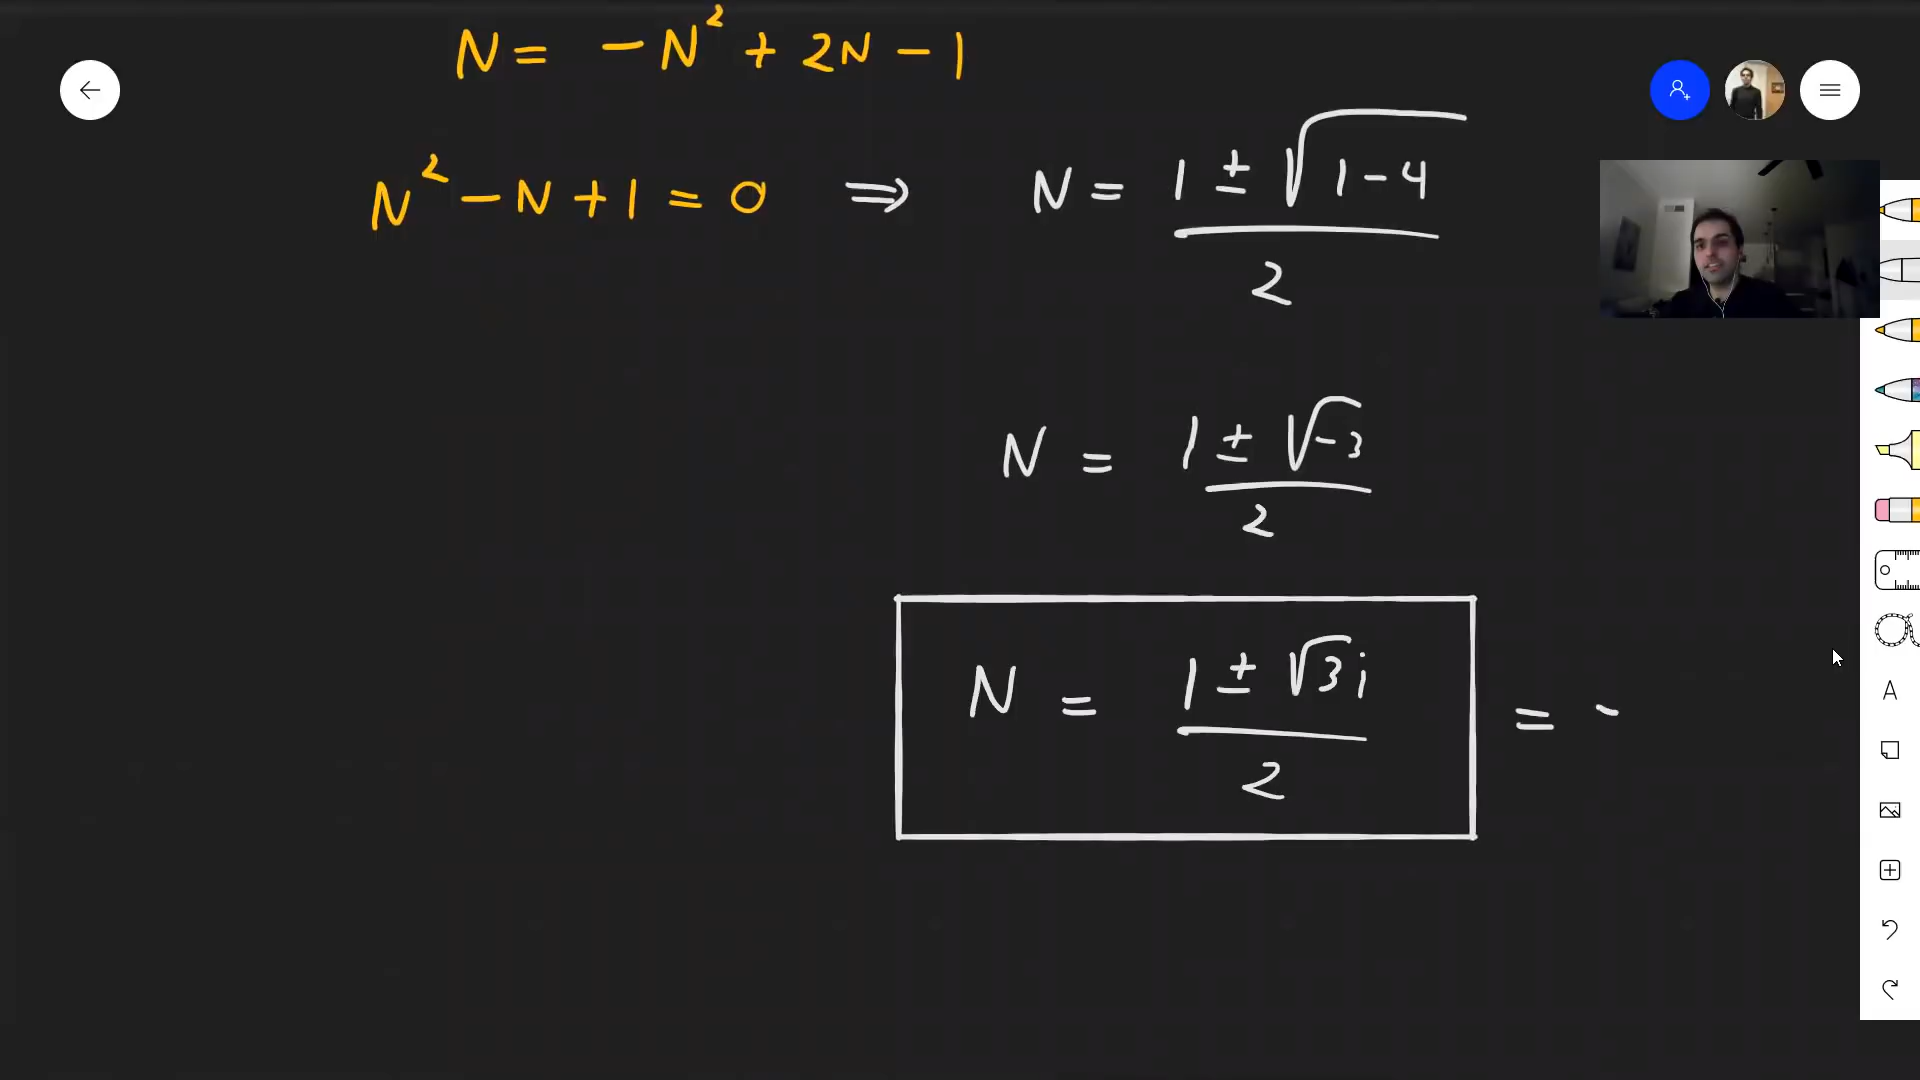 N = -N² + 2N - 1
N² - N + 1 = 0 ⇒ N = (1 ± √(1-4))/2
N = (1 ± √-3)/2
N = (1 ± √3 i)/2 = -
A